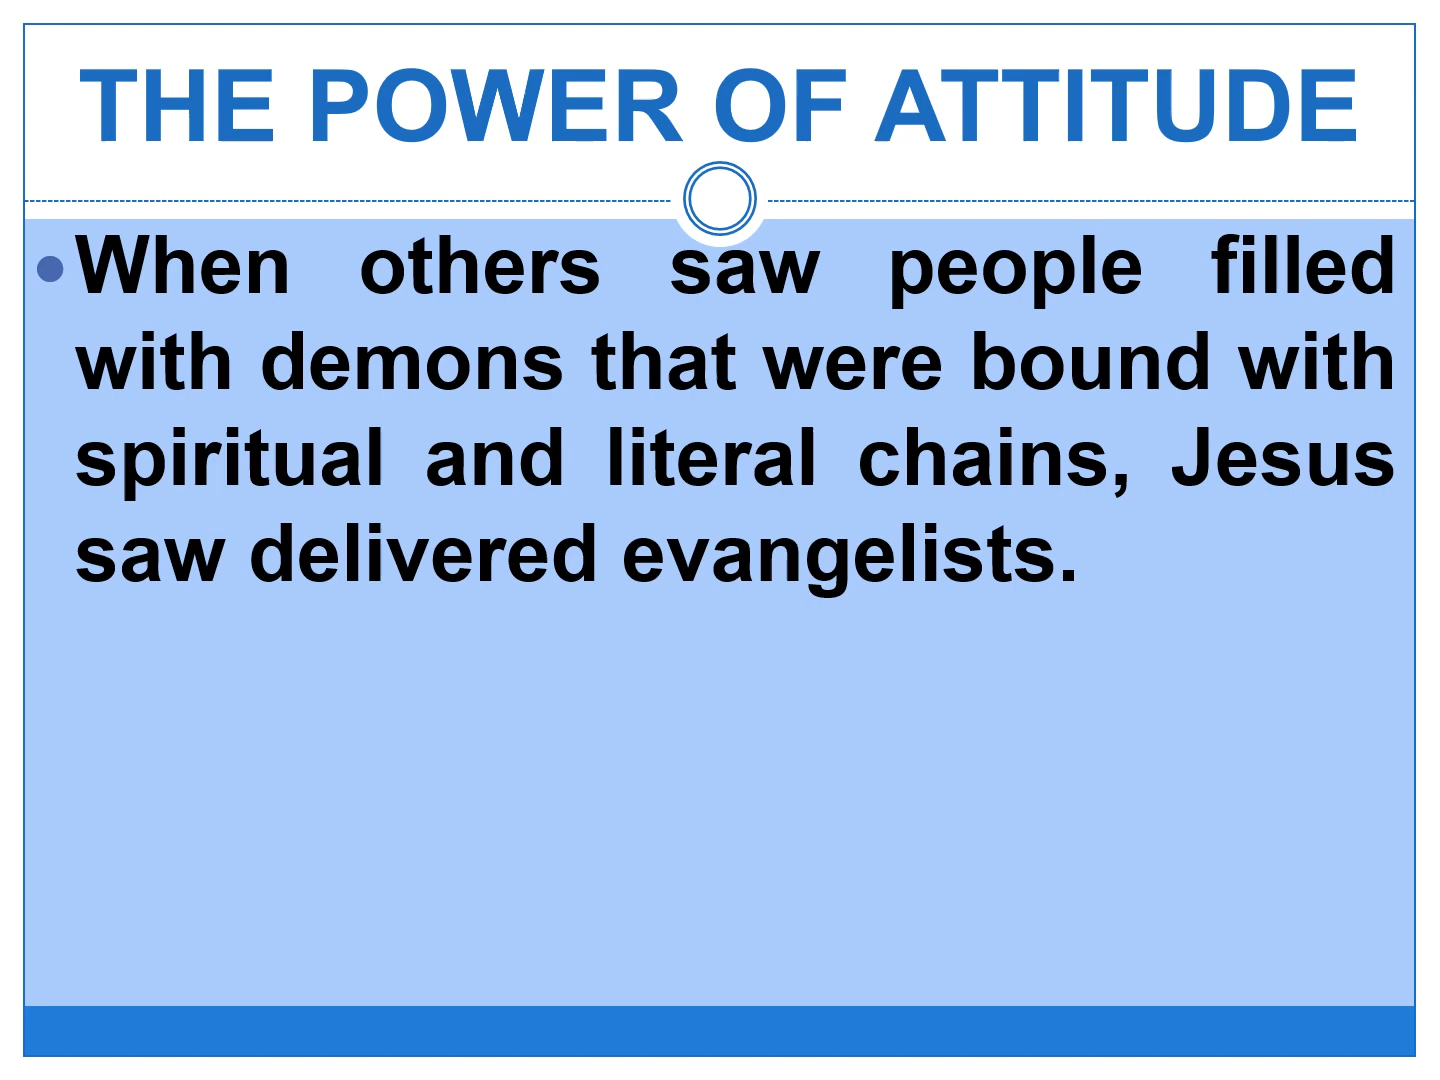 THE POWER OF ATTITUDE
•When others saw people filled
with demons that were bound with
spiritual and literal chains, Jesus
saw delivered evangelists.